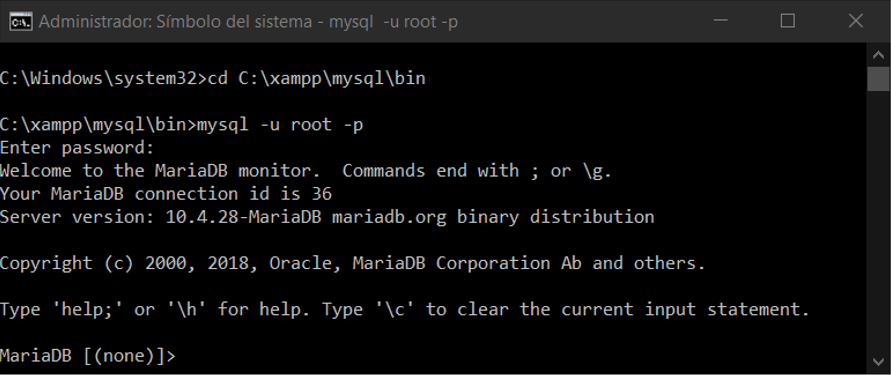 Administrador: Símbolo del sistema - mysql  -u root -p
C:\Windows\system32>cd C:\xampp\mysql\bin
C:\xampp\mysql\bin>mysql -u root -p
Enter password:
Welcome to the MariaDB monitor.  Commands end with ; or \g.
Your MariaDB connection id is 36
Server version: 10.4.28-MariaDB mariadb.org binary distribution
Copyright (c) 2000, 2018, Oracle, MariaDB Corporation Ab and others.
Type 'help;' or '\h' for help. Type '\c' to clear the current input statement.
MariaDB [(none)]>